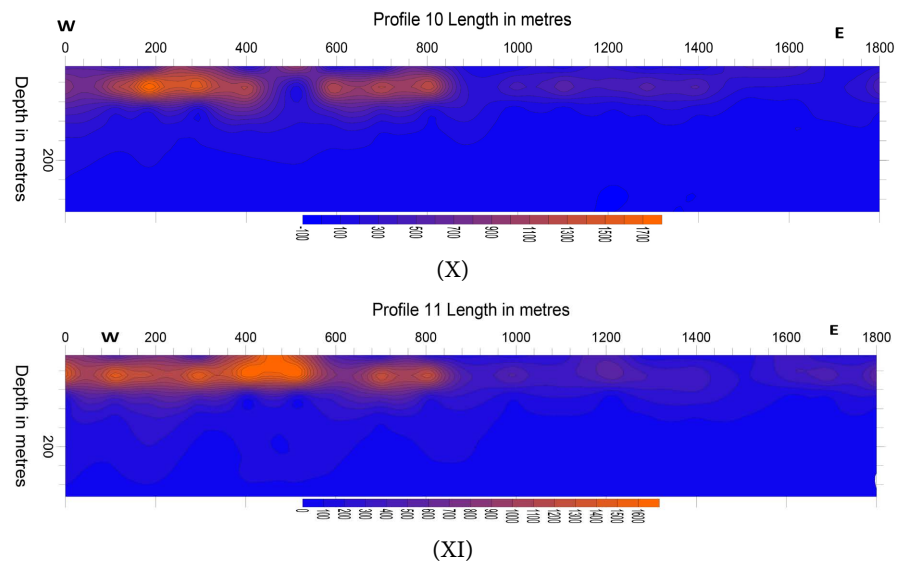 Profile 10 Length in metres
W E
0 200 400 600 800 1000 1200 1400 1600 1800
Depth in metres
200
-100 100 300 500 700 900 1100 1300 1500 1700
(X)
Profile 11 Length in metres
W E
0 200 400 600 800 1000 1200 1400 1600 1800
Depth in metres
200
0 100 200 300 400 500 600 700 800 900 1000 1100 1200 1300 1400 1500 1600
(XI)